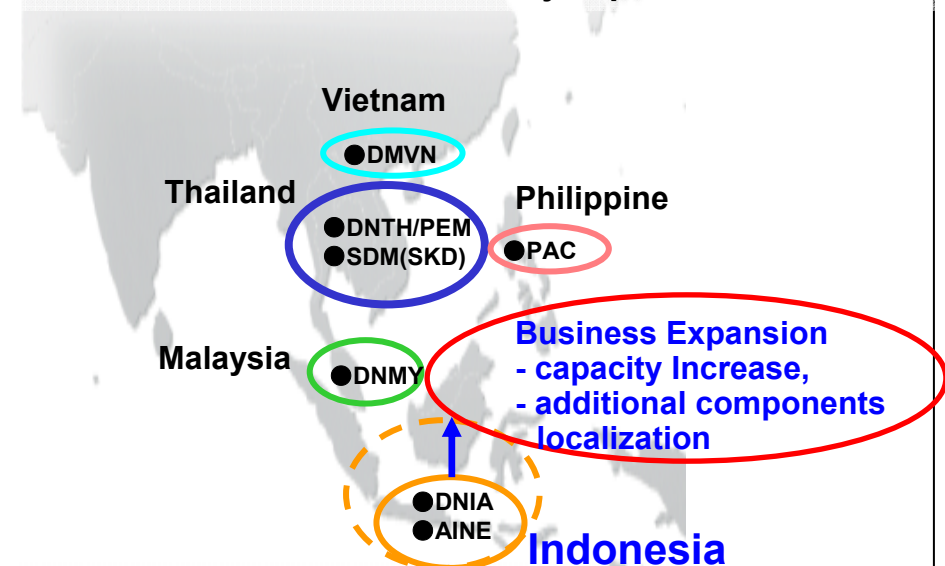 Vietnam
●DMVN
Thailand
Philippine
●DNTH/PEM
●SDM(SKD)
●PAC
Malaysia
●DNMY
Business Expansion
- capacity Increase,
- additional components
localization
●DNIA
●AINE
Indonesia